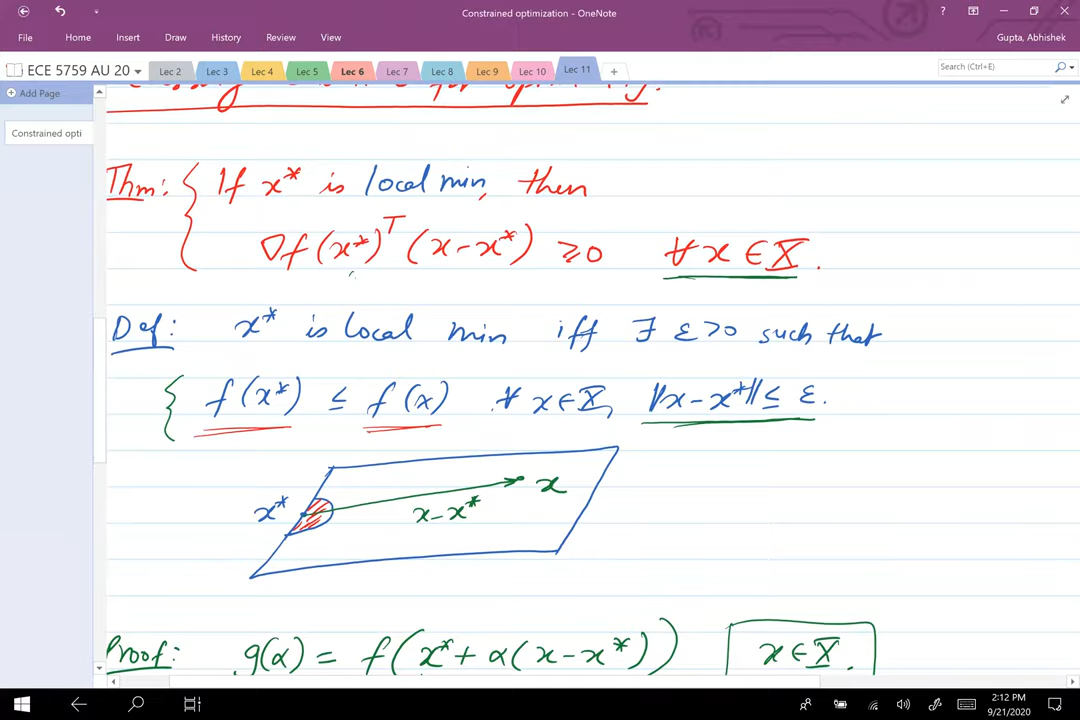 Constrained optimization - OneNote
Gupta, Abhishek
File Home Insert Draw History Review View
ECE 5759 AU 20 Lec 2 Lec 3 Lec 4 Lec 5 Lec 6 Lec 7 Lec 8 Lec 9 Lec 10 Lec 11
Search (Ctrl+E)
Add Page
Constrained opti
Thm: If x* is local min, then
∇f(x*)ᵀ(x-x*) ≥0 ∀x∈X.
Def: x* is local min iff ∃ ε>0 such that
f(x*) ≤ f(x) ∀ x∈X, ||x-x*|| ≤ ε.
x* x-x* x
Proof: g(α) = f(x*+α(x-x*)) x∈X.
2:12 PM
9/21/2020